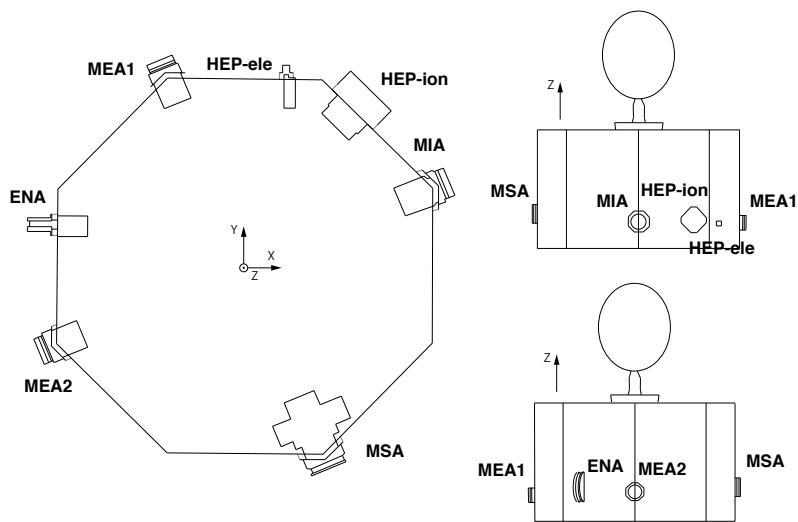 MEA1
HEP-ele
HEP-ion
MIA
ENA
Y
X
Z
MEA2
MSA
Z
MSA
MIA
HEP-ion
MEA1
HEP-ele
Z
MEA1
ENA
MEA2
MSA